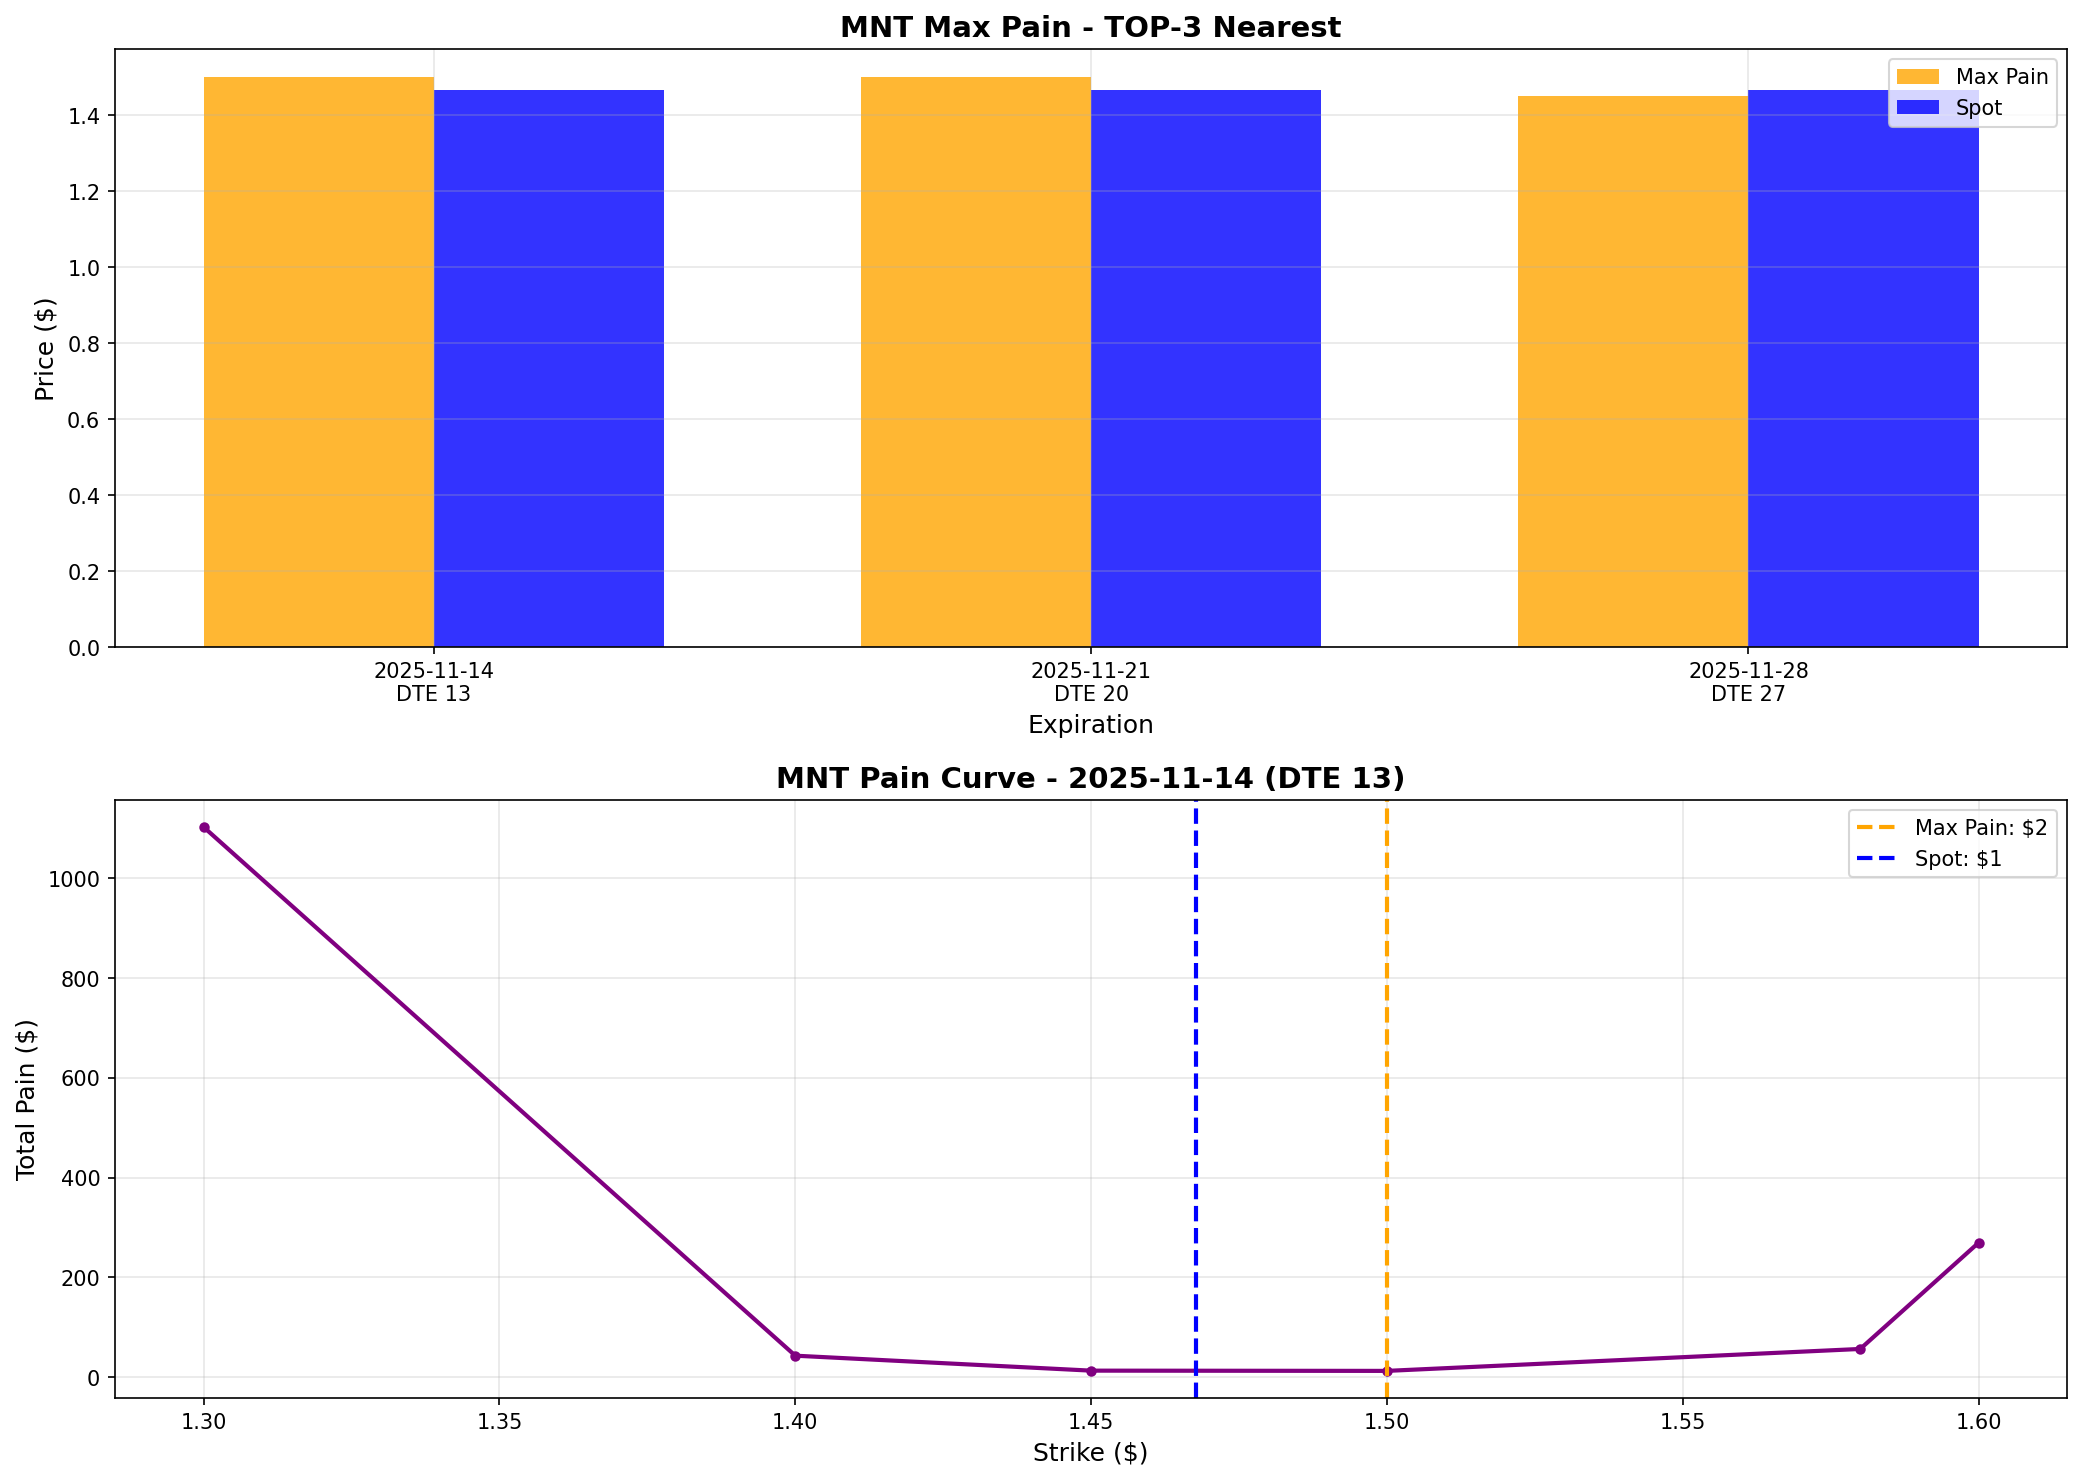 MNT Max Pain - TOP-3 Nearest
Max Pain
Spot
Price ($)
1.4
1.2
1.0
0.8
0.6
0.4
0.2
0.0
2025-11-14
DTE 13
2025-11-21
DTE 20
2025-11-28
DTE 27
Expiration
MNT Pain Curve - 2025-11-14 (DTE 13)
Max Pain: $2
Spot: $1
Total Pain ($)
1000
800
600
400
200
0
1.30
1.35
1.40
1.45
1.50
1.55
1.60
Strike ($)